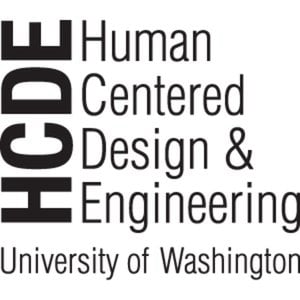 HCDE
Human
Centered
Design &
Engineering
University of Washington